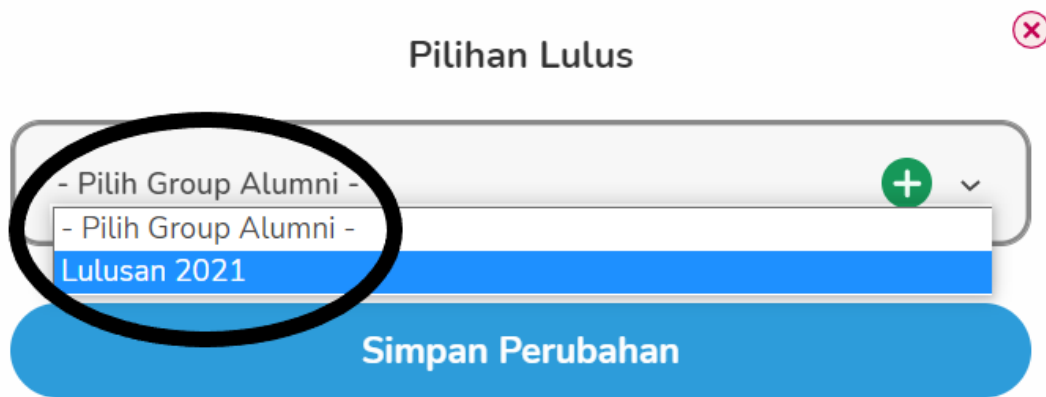 Pilihan Lulus
- Pilih Group Alumni -
- Pilih Group Alumni -
Lulusan 2021
Simpan Perubahan